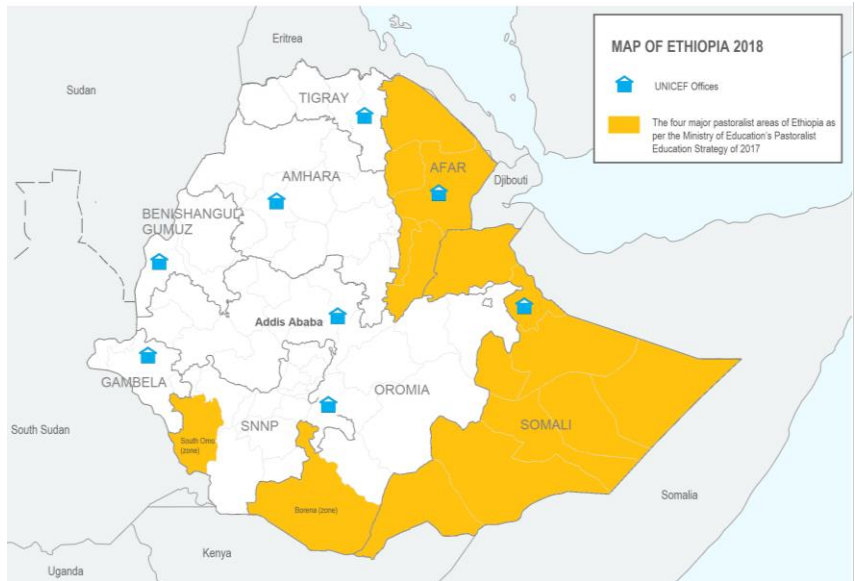 MAP OF ETHIOPIA 2018
UNICEF Offices
The four major pastoralist areas of Ethiopia as
per the Ministry of Education's Pastoralist
Education Strategy of 2017
Eritrea
Sudan
TIGRAY
AFAR
AMHARA
Djibouti
BENISHANGUL
GUMUZ
Addis Ababa
GAMBELA
OROMIA
SNNP
SOMALI
South Sudan
South Omo
(zone)
Borena (zone)
Somalia
Kenya
Uganda